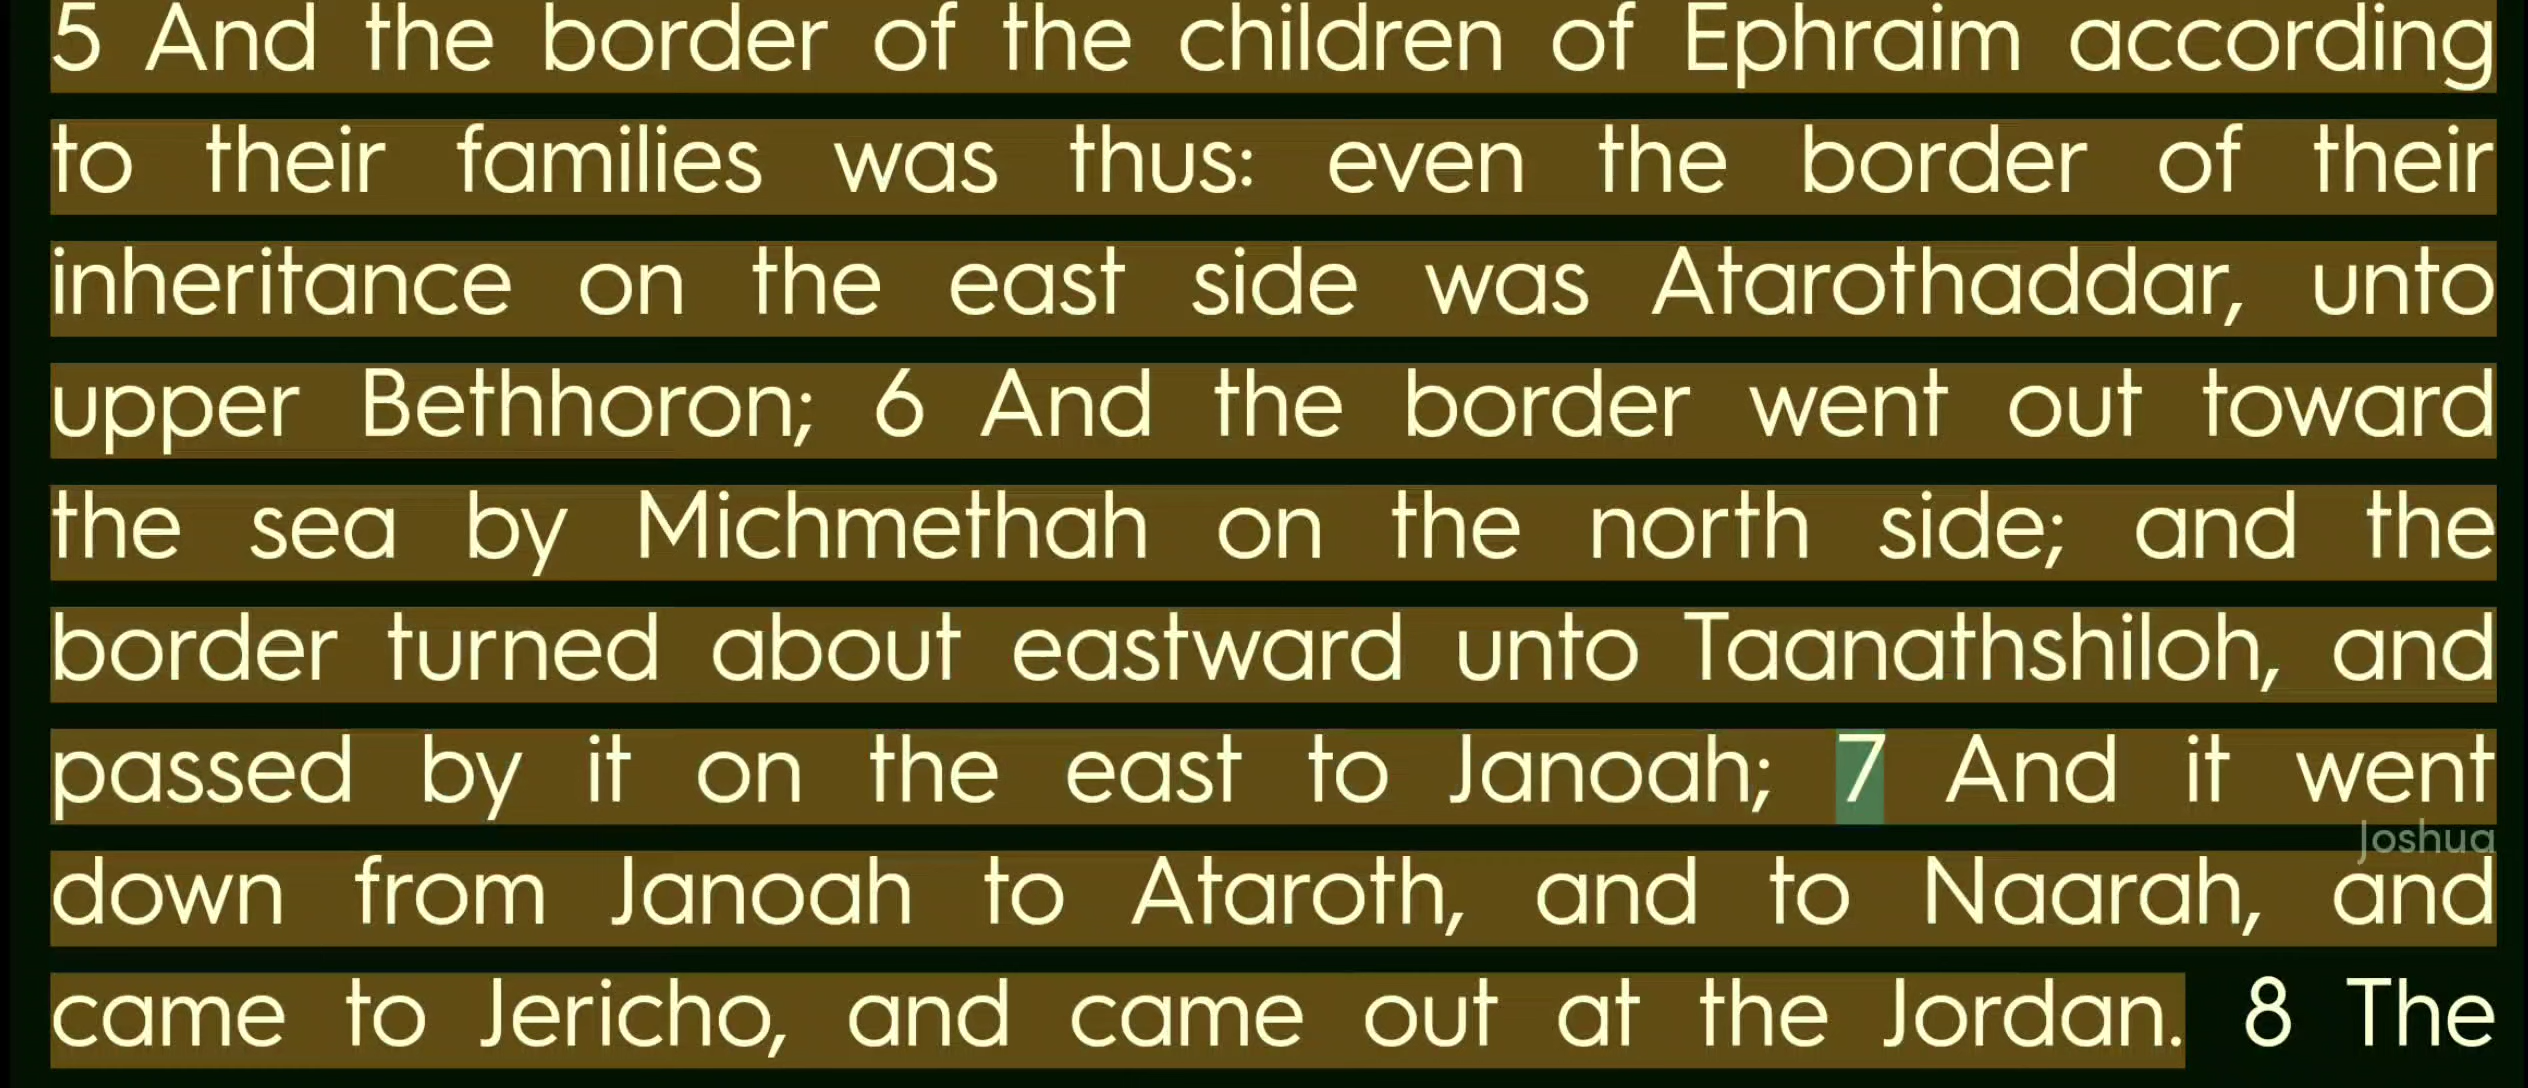 5 And the border of the children of Ephraim according
to their families was thus: even the border of their
inheritance on the east side was Atarothaddar, unto
upper Bethhoron; 6 And the border went out toward
the sea by Michmethah on the north side; and the
border turned about eastward unto Taanathshiloh, and
passed by it on the east to Janoah; 7 And it went
Joshua
down from Janoah to Ataroth, and to Naarah, and
came to Jericho, and came out at the Jordan. 8 The